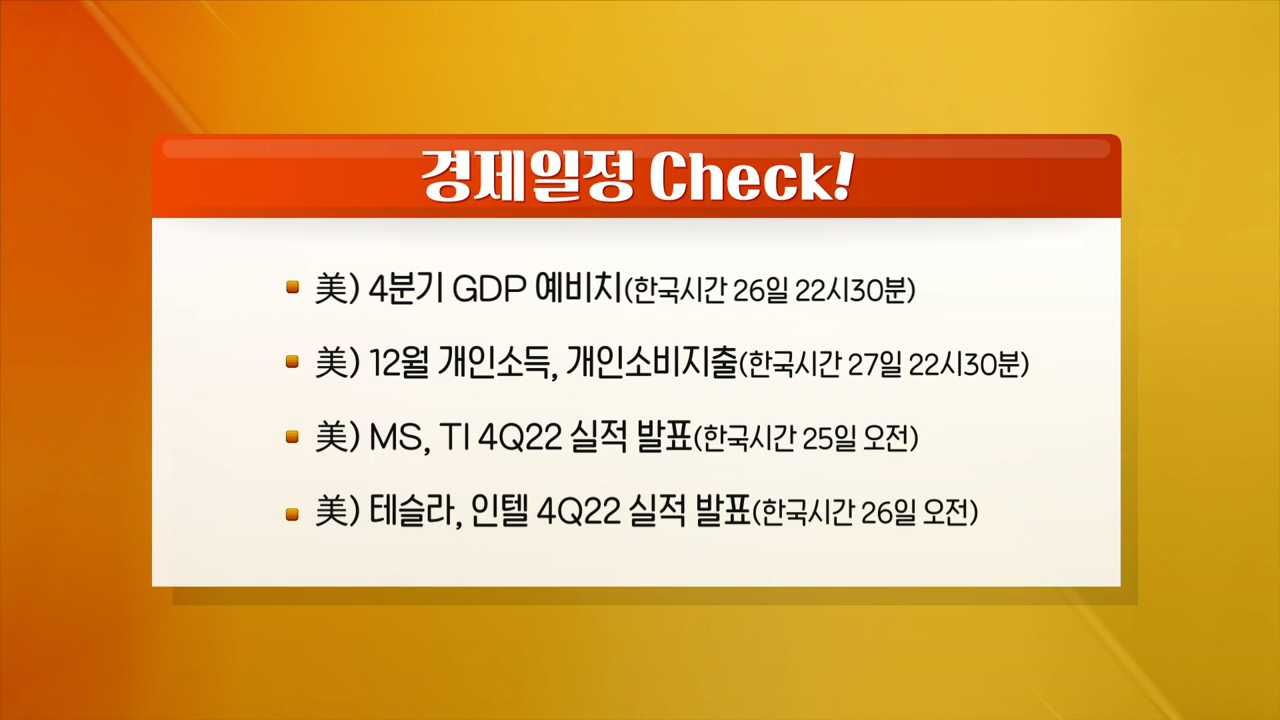 경제일정 Check!
美) 4분기 GDP 예비치(한국시간 26일 22시30분)
美) 12월 개인소득, 개인소비지출(한국시간 27일 22시30분)
美) MS, TI 4Q22 실적 발표(한국시간 25일 오전)
美) 테슬라, 인텔 4Q22 실적 발표(한국시간 26일 오전)